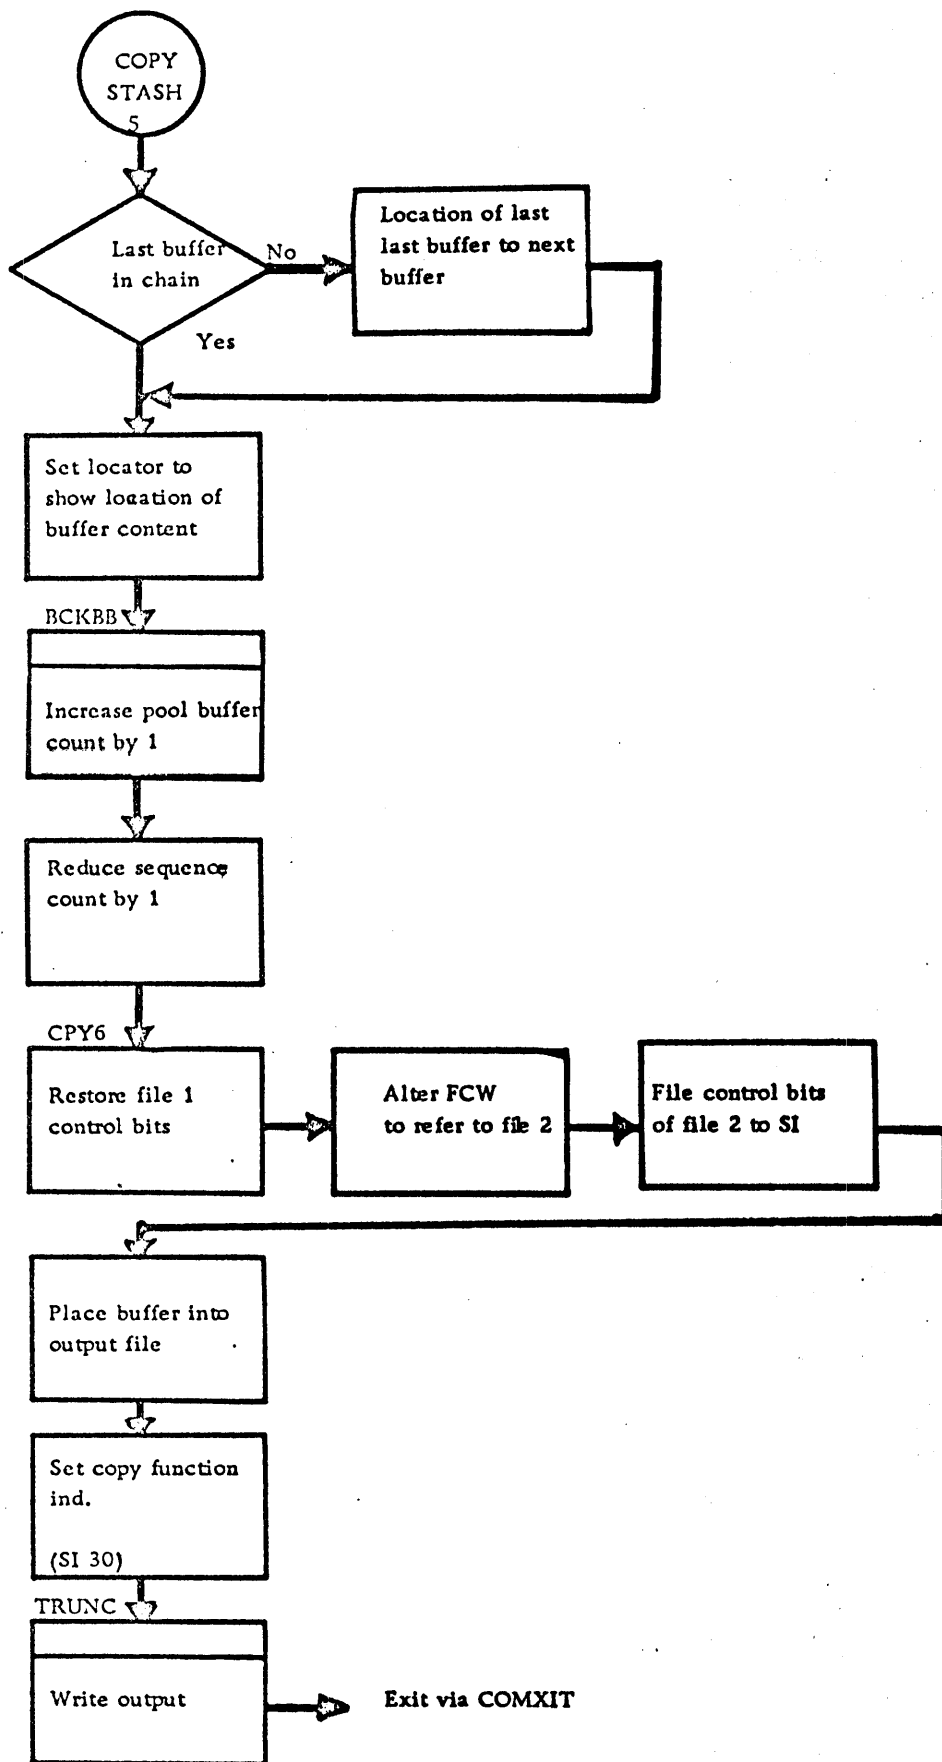 COPY
STASH
5
Last buffer
in chain
No
Location of last
last buffer to next
buffer
Yes
Set locator to
show location of
buffer content
BCKBB
Increase pool buffer
count by 1
Reduce sequence
count by 1
CPY6
Restore file 1
control bits
Alter FCW
to refer to file 2
File control bits
of file 2 to SI
Place buffer into
output file
Set copy function
ind.
(SI 30)
TRUNC
Write output
Exit via COMXIT